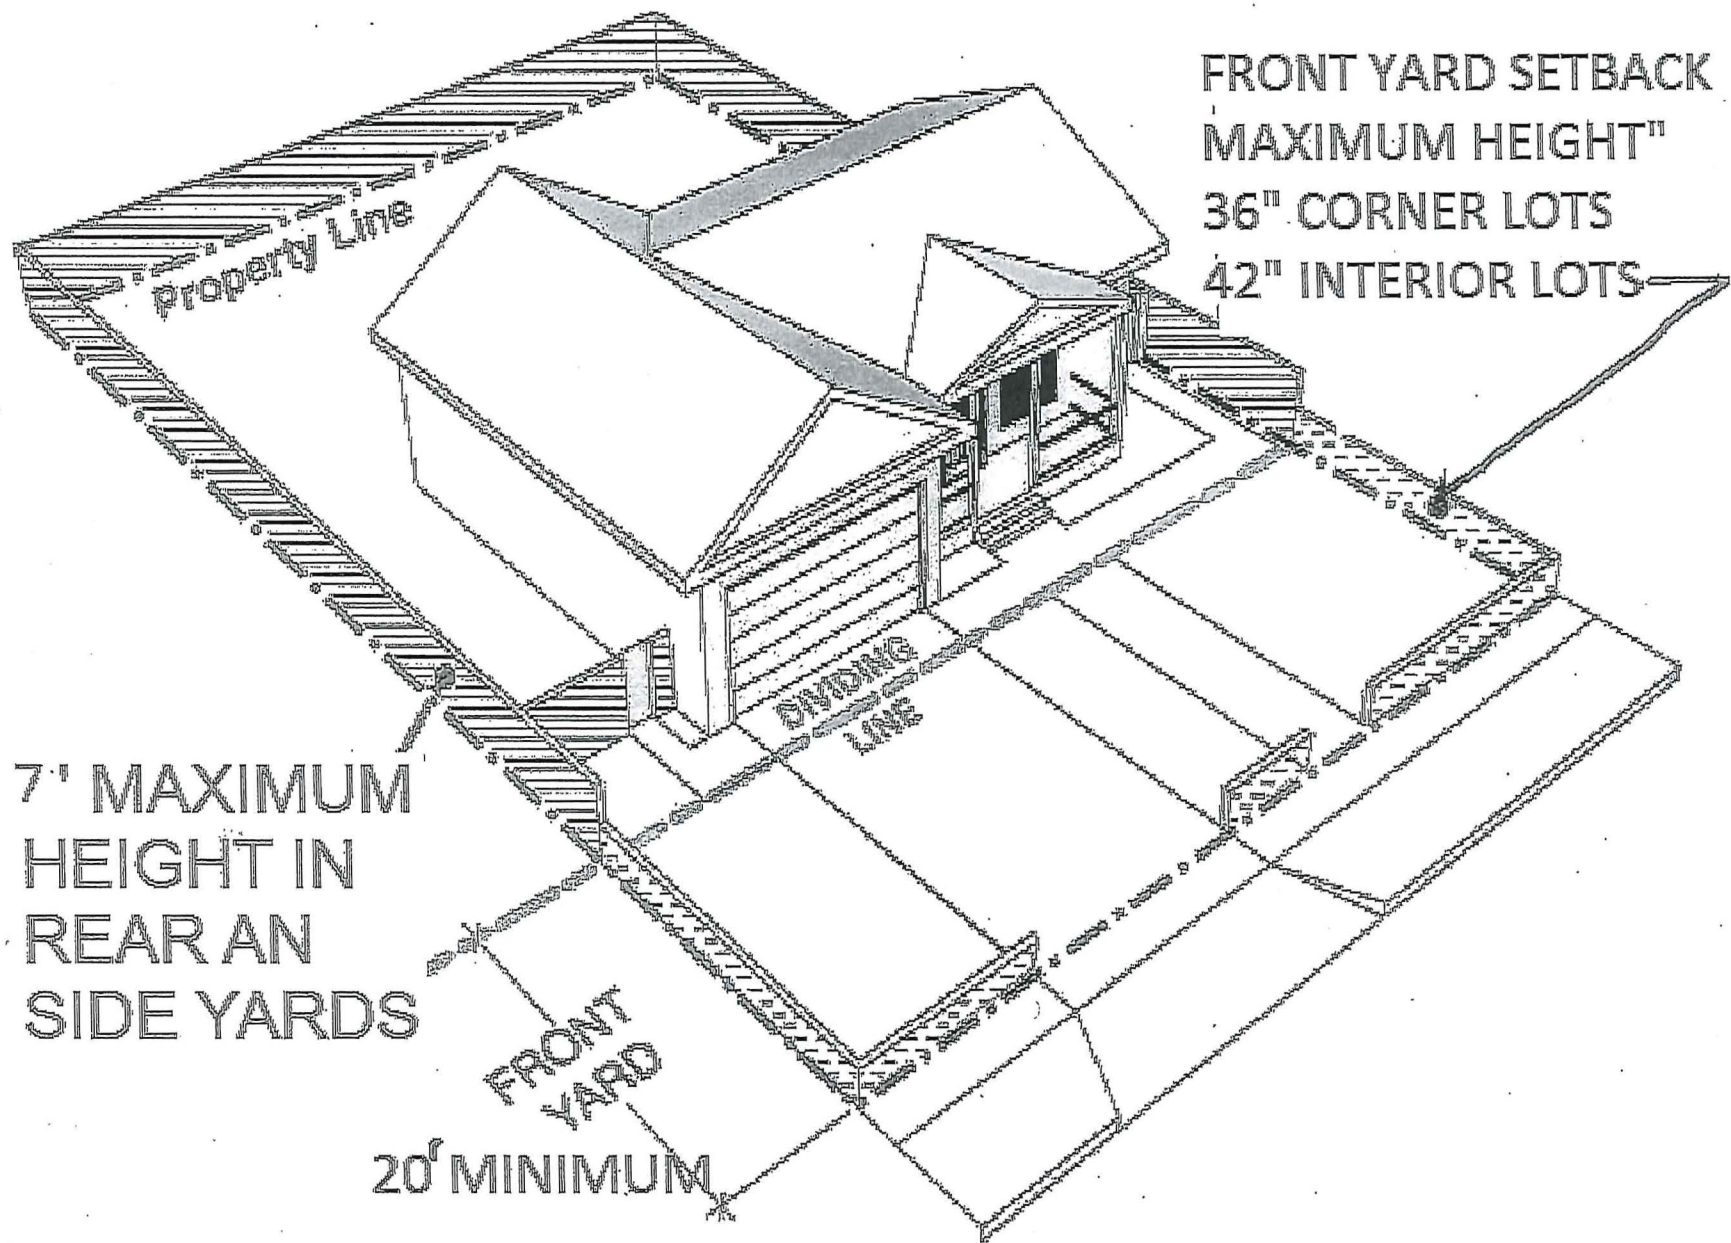 FRONT YARD SETBACK
MAXIMUM HEIGHT"
36" CORNER LOTS
42" INTERIOR LOTS
Property Line
DIVIDING
LINE
7' MAXIMUM
HEIGHT IN
REAR AN
SIDE YARDS
FRONT
YARD
20' MINIMUM